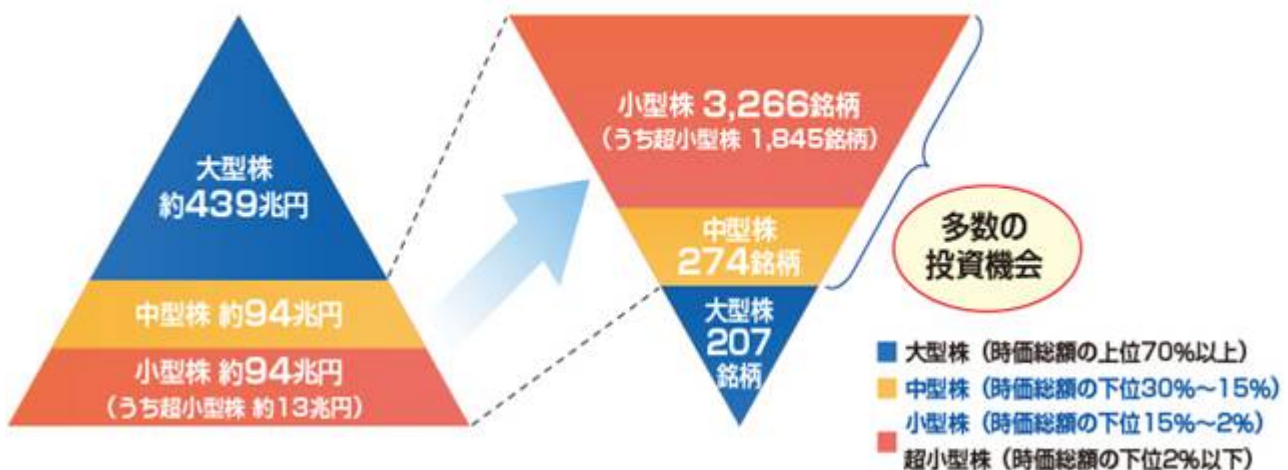 大型株
約439兆円
中型株 約94兆円
小型株 約94兆円
(うち超小型株 約13兆円)
小型株 3,266銘柄
(うち超小型株 1,845銘柄)
中型株
274銘柄
大型株
207
銘柄
多数の
投資機会
大型株(時価総額の上位70%以上)
中型株(時価総額の下位30%~15%)
小型株(時価総額の下位15%~2%)
超小型株(時価総額の下位2%以下)